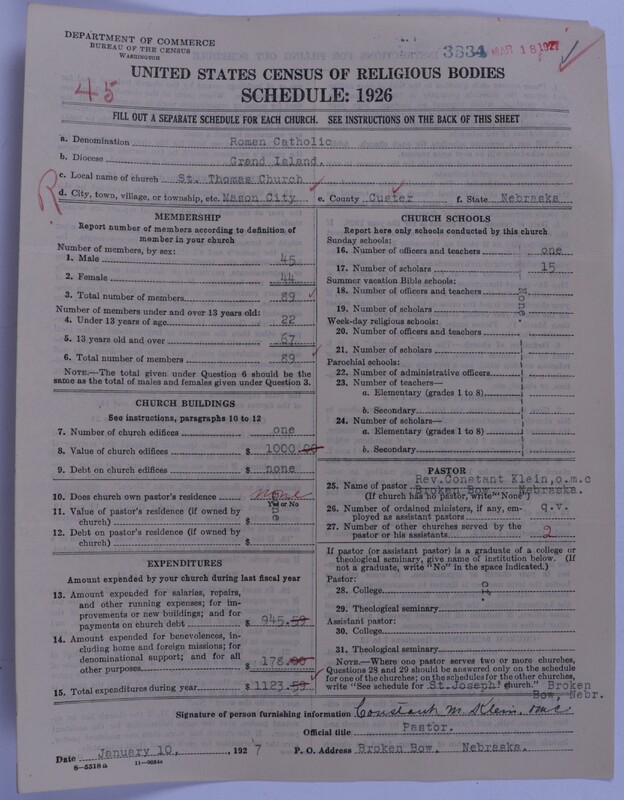 DEPARTMENT OF COMMERCE
BUREAU OF THE CENSUS
WASHINGTON
3334 MAR 18 1927
45
UNITED STATES CENSUS OF RELIGIOUS BODIES
SCHEDULE: 1926
FILL OUT A SEPARATE SCHEDULE FOR EACH CHURCH. SEE INSTRUCTIONS ON THE BACK OF THIS SHEET
a. Denomination Roman Catholic
b. Diocese Grand Island.
c. Local name of church St. Thomas Church
R
d. City, town, village, or township, etc. Mason City e. County Custer f. State Nebraska
MEMBERSHIP
Report number of members according to definition of
member in your church
Number of members, by sex:
1. Male 45
2. Female 44
3. Total number of members 89
Number of members under and over 13 years old:
4. Under 13 years of age 22
5. 13 years old and over 67
6. Total number of members 89
NOTE.—The total given under Question 6 should be
same as the total of males and females given under Question 3.
CHURCH BUILDINGS
See instructions, paragraphs 10 to 12
7. Number of church edifices one
8. Value of church edifices $ 1000.00
9. Debt on church edifices $ none
10. Does church own pastor's residence None
Yes or No
11. Value of pastor's residence (if owned by
church) $
12. Debt on pastor's residence (if owned by
church) $
EXPENDITURES
Amount expended by your church during last fiscal year
13. Amount expended for salaries, repairs,
and other running expenses; for im-
provements or new buildings; and for
payments on church debt $ 945.59
14. Amount expended for benevolences, in-
cluding home and foreign missions; for
denominational support; and for all
other purposes $ 178.00
15. Total expenditures during year $ 1123.59
CHURCH SCHOOLS
Report here only schools conducted by this church
Sunday schools:
16. Number of officers and teachers one
17. Number of scholars 15
Summer vacation Bible schools:
18. Number of officers and teachers
None.
19. Number of scholars
Week-day religious schools:
20. Number of officers and teachers
21. Number of scholars
Parochial schools:
22. Number of administrative officers
23. Number of teachers—
a. Elementary (grades 1 to 8)
b. Secondary
24. Number of scholars—
a. Elementary (grades 1 to 8)
b. Secondary
PASTOR
25. Name of pastor Rev. Constant Klein, o.m.c
Broken Bow, Nebraska.
(If church has no pastor, write "None")
26. Number of ordained ministers, if any, em-
ployed as assistant pastors q.v.
27. Number of other churches served by the
pastor or his assistants 2
If pastor (or assistant pastor) is a graduate of a college or
theological seminary, give name of institution below. (If
not a graduate, write "No" in the space indicated.)
Pastor:
28. College
29. Theological seminary
Assistant pastor:
30. College
31. Theological seminary
NOTE.—Where one pastor serves two or more churches,
Questions 28 and 29 should be answered only on the schedule
for one of the churches; on the schedules for the other churches,
write "See schedule for St. Joseph' church." Broken
Bow, Nebr.
Signature of person furnishing information Constant M. Klein, omc
Official title Pastor.
Date January 10, 1927 P. O. Address Broken Bow. Nebraska.
8-5518a 11-9034a